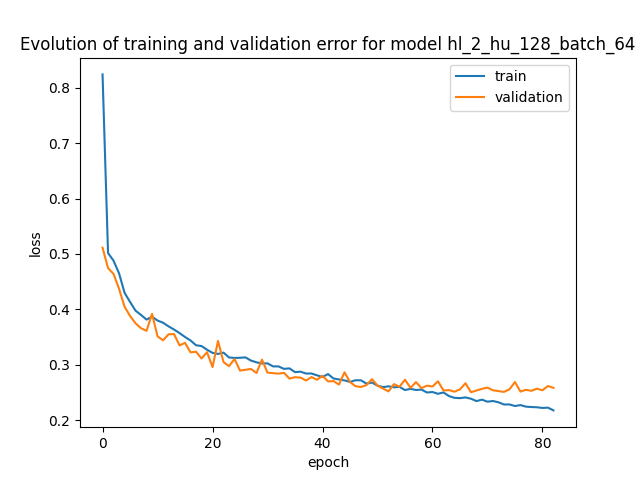 Evolution of training and validation error for model hl_2_hu_128_batch_64
train
validation
0.8
0.7
0.6
0.5
0.4
0.3
0.2
loss
0 20 40 60 80
epoch